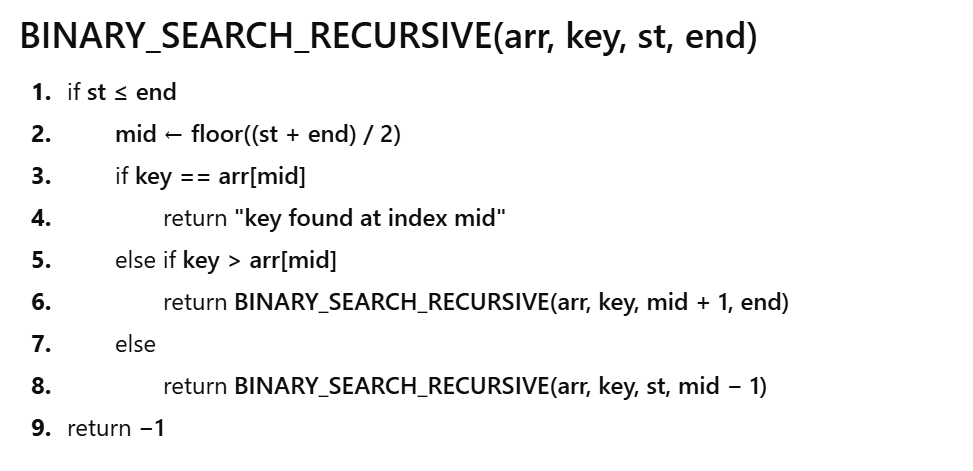 BINARY_SEARCH_RECURSIVE(arr, key, st, end)
1. if st ≤ end
2. mid ← floor((st + end) / 2)
3. if key == arr[mid]
4. return "key found at index mid"
5. else if key > arr[mid]
6. return BINARY_SEARCH_RECURSIVE(arr, key, mid + 1, end)
7. else
8. return BINARY_SEARCH_RECURSIVE(arr, key, st, mid − 1)
9. return −1